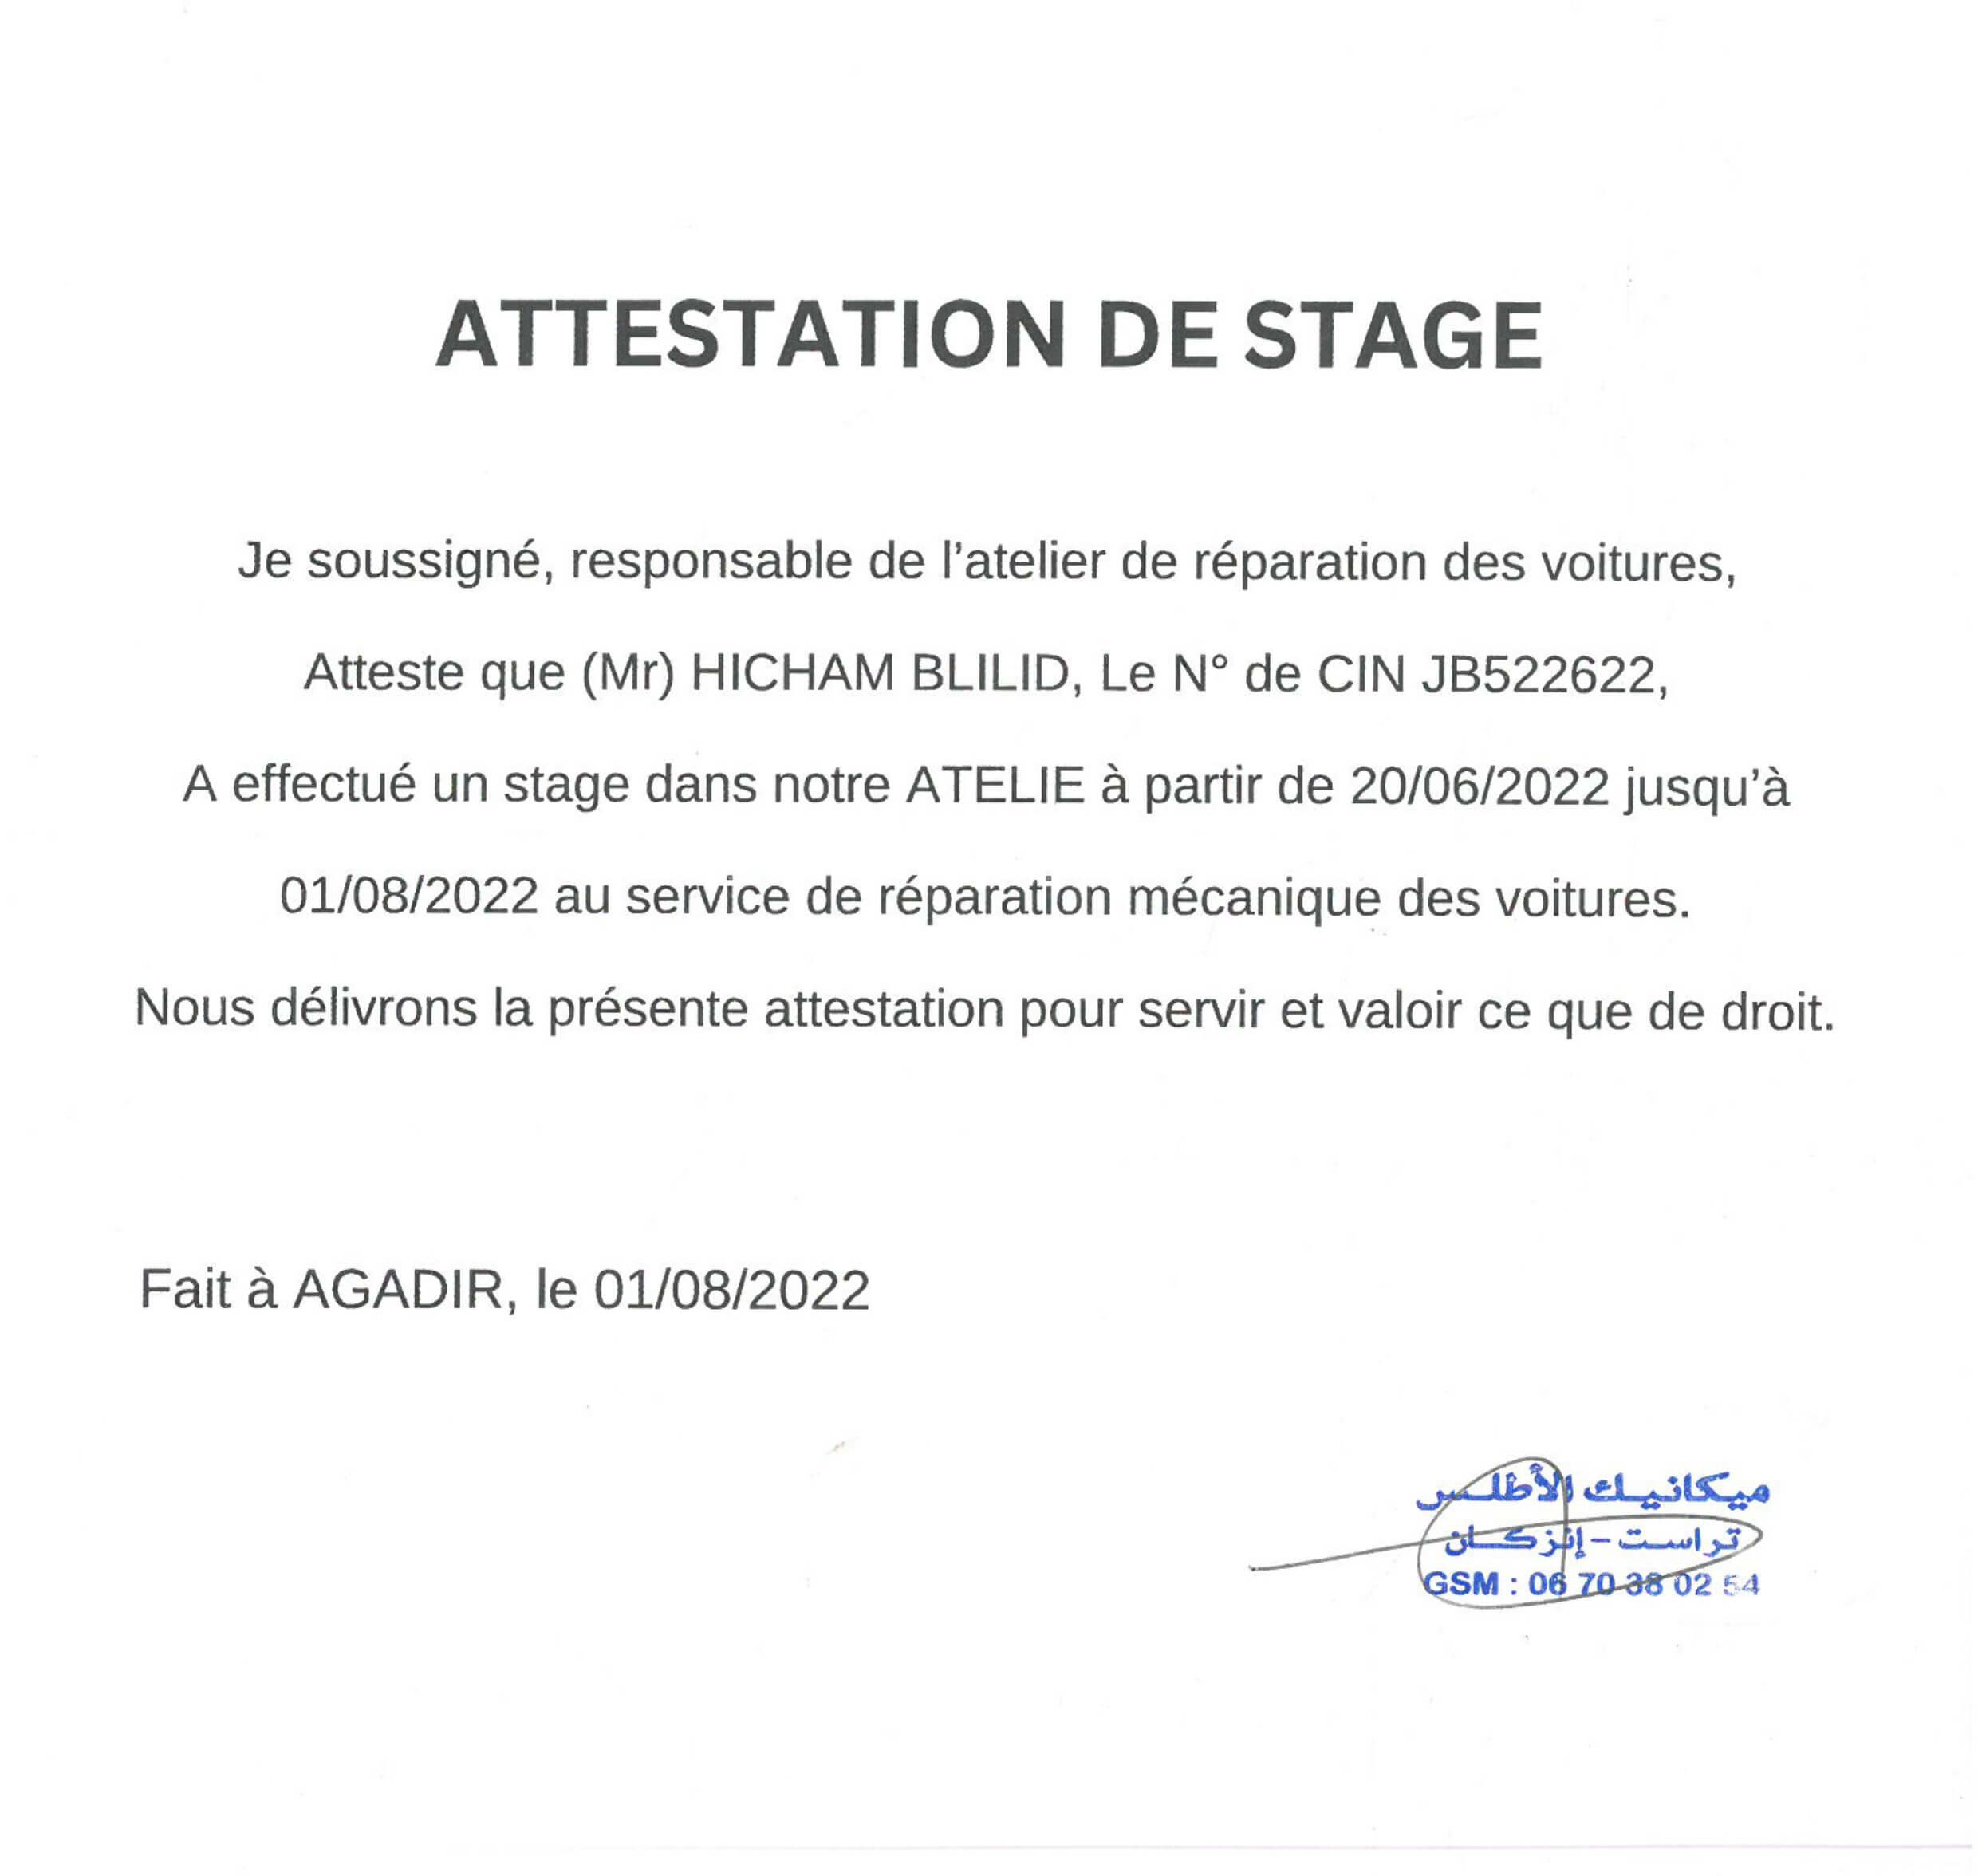 ATTESTATION DE STAGE
Je soussigné, responsable de l’atelier de réparation des voitures,
Atteste que (Mr) HICHAM BLILID, Le N° de CIN JB522622,
A effectué un stage dans notre ATELIE à partir de 20/06/2022 jusqu’à
01/08/2022 au service de réparation mécanique des voitures.
Nous délivrons la présente attestation pour servir et valoir ce que de droit.
Fait à AGADIR, le 01/08/2022
ميكانيك الأطلس
تراست - إنزكان
GSM : 06 70 38 02 54